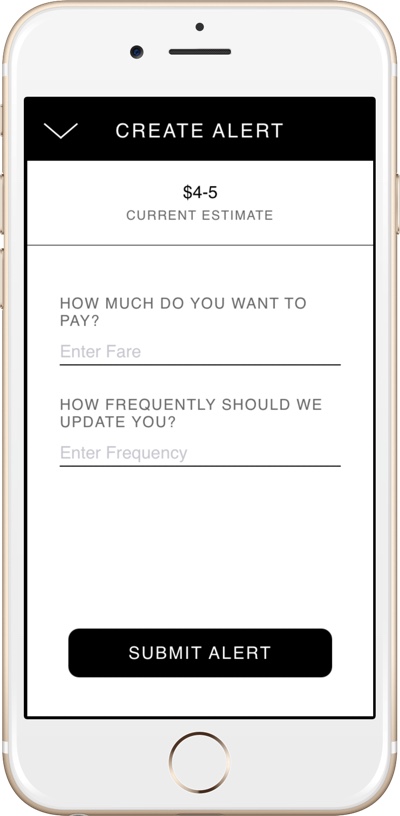 CREATE ALERT
$4-5
CURRENT ESTIMATE
HOW MUCH DO YOU WANT TO
PAY?
Enter Fare
HOW FREQUENTLY SHOULD WE
UPDATE YOU?
Enter Frequency
SUBMIT ALERT